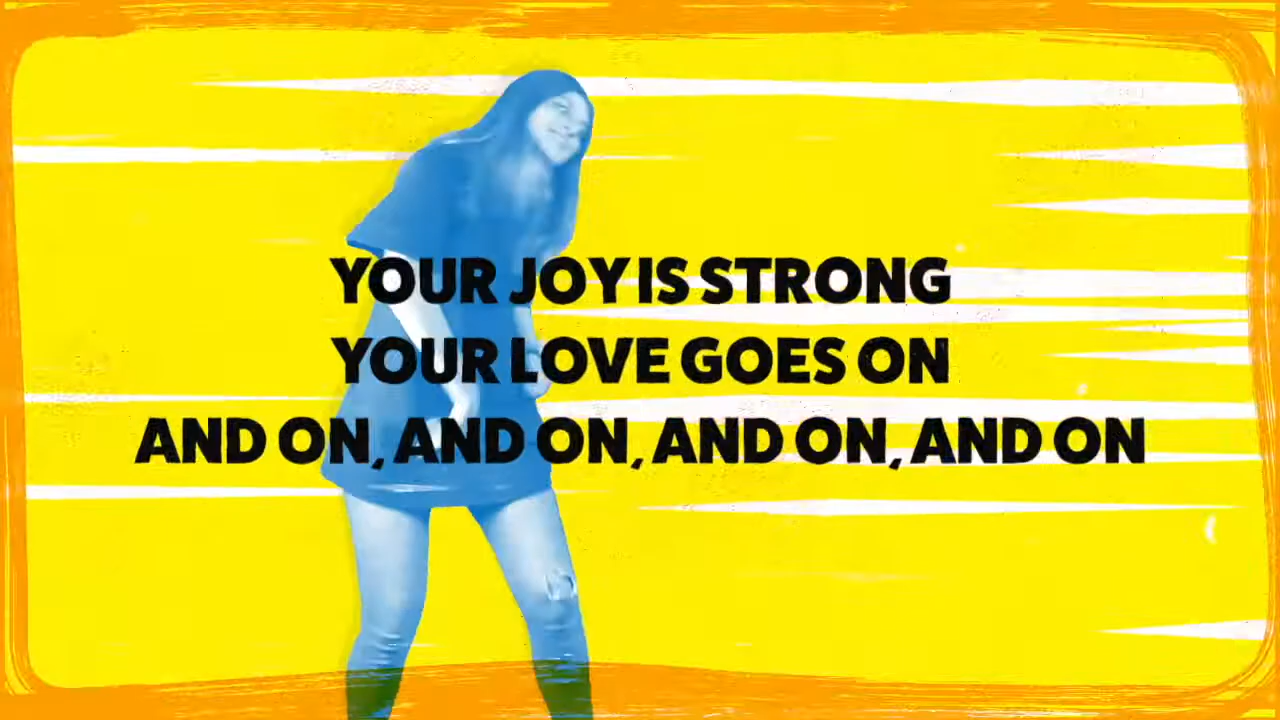 YOUR JOY IS STRONG
YOUR LOVE GOES ON
AND ON, AND ON, AND ON, AND ON